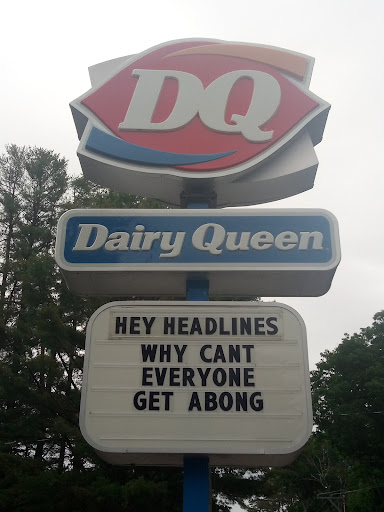 DQ
Dairy Queen
HEY HEADLINES
WHY CANT
EVERYONE
GET ABONG